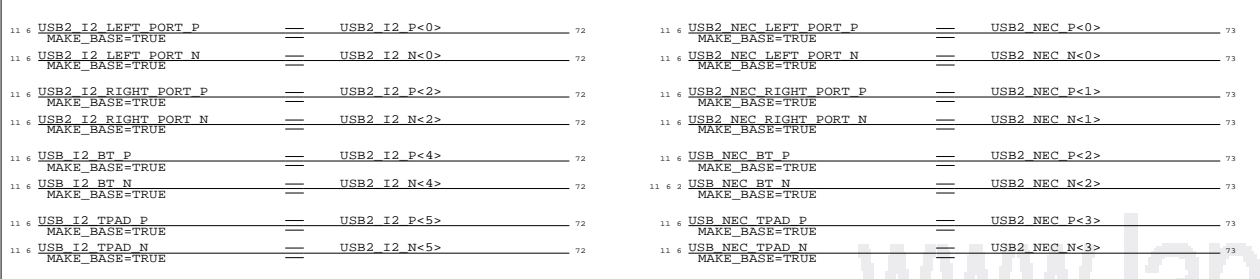 11 6 USB2_I2_LEFT_PORT_P USB2_I2_P<0> 72
MAKE_BASE=TRUE
11 6 USB2_I2_LEFT_PORT_N USB2_I2_N<0> 72
MAKE_BASE=TRUE
11 6 USB2_I2_RIGHT_PORT_P USB2_I2_P<2> 72
MAKE_BASE=TRUE
11 6 USB2_I2_RIGHT_PORT_N USB2_I2_N<2> 72
MAKE_BASE=TRUE
11 6 USB_I2_BT_P USB2_I2_P<4> 72
MAKE_BASE=TRUE
11 6 USB_I2_BT_N USB2_I2_N<4> 72
MAKE_BASE=TRUE
11 6 USB_I2_TPAD_P USB2_I2_P<5> 72
MAKE_BASE=TRUE
11 6 USB_I2_TPAD_N USB2_I2_N<5> 72
MAKE_BASE=TRUE
11 6 USB2_NEC_LEFT_PORT_P USB2_NEC_P<0> 73
MAKE_BASE=TRUE
11 6 USB2_NEC_LEFT_PORT_N USB2_NEC_N<0> 73
MAKE_BASE=TRUE
11 6 USB2_NEC_RIGHT_PORT_P USB2_NEC_P<1> 73
MAKE_BASE=TRUE
11 6 USB2_NEC_RIGHT_PORT_N USB2_NEC_N<1> 73
MAKE_BASE=TRUE
11 6 USB_NEC_BT_P USB2_NEC_P<2> 73
MAKE_BASE=TRUE
11 6 2 USB_NEC_BT_N USB2_NEC_N<2> 73
MAKE_BASE=TRUE
11 6 USB_NEC_TPAD_P USB2_NEC_P<3> 73
MAKE_BASE=TRUE
11 6 USB_NEC_TPAD_N USB2_NEC_N<3> 73
MAKE_BASE=TRUE